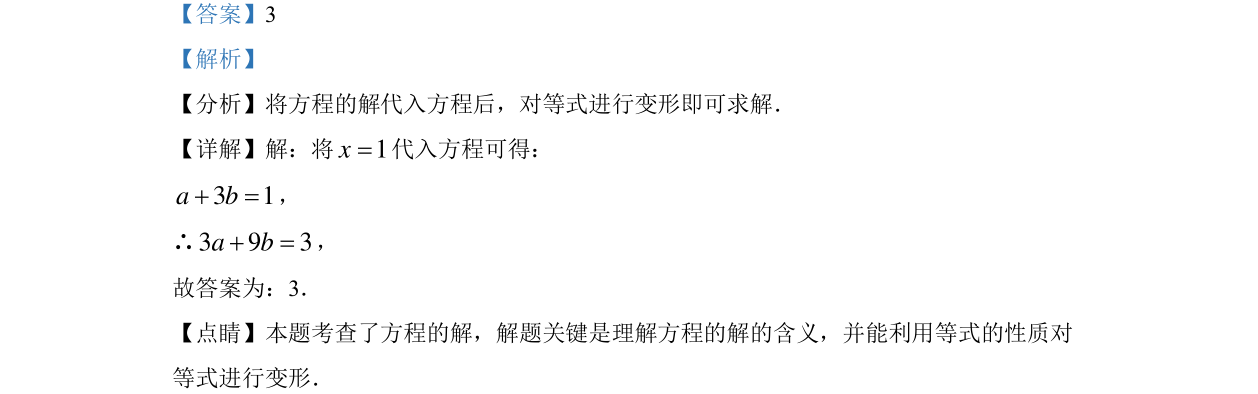 【答案】3
【解析】
【分析】将方程的解代入方程后，对等式进行变形即可求解．
【详解】解：将 x = 1代入方程可得：
a + 3b = 1，
∴ 3a + 9b = 3，
故答案为：3．
【点睛】本题考查了方程的解，解题关键是理解方程的解的含义，并能利用等式的性质对
等式进行变形．